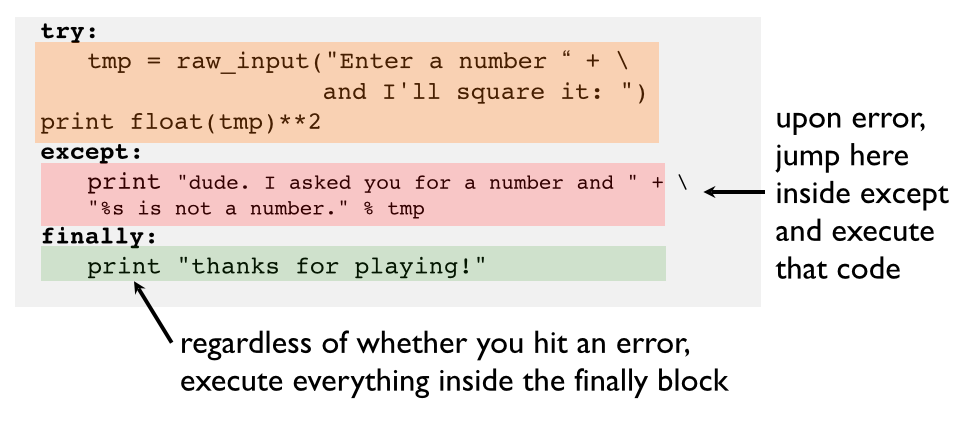 try:
tmp = raw_input("Enter a number “ + \
and I'll square it: ")
print float(tmp)**2
except:
print "dude. I asked you for a number and " + \
"%s is not a number." % tmp
finally:
print "thanks for playing!"
upon error,
jump here
inside except
and execute
that code
regardless of whether you hit an error,
execute everything inside the finally block